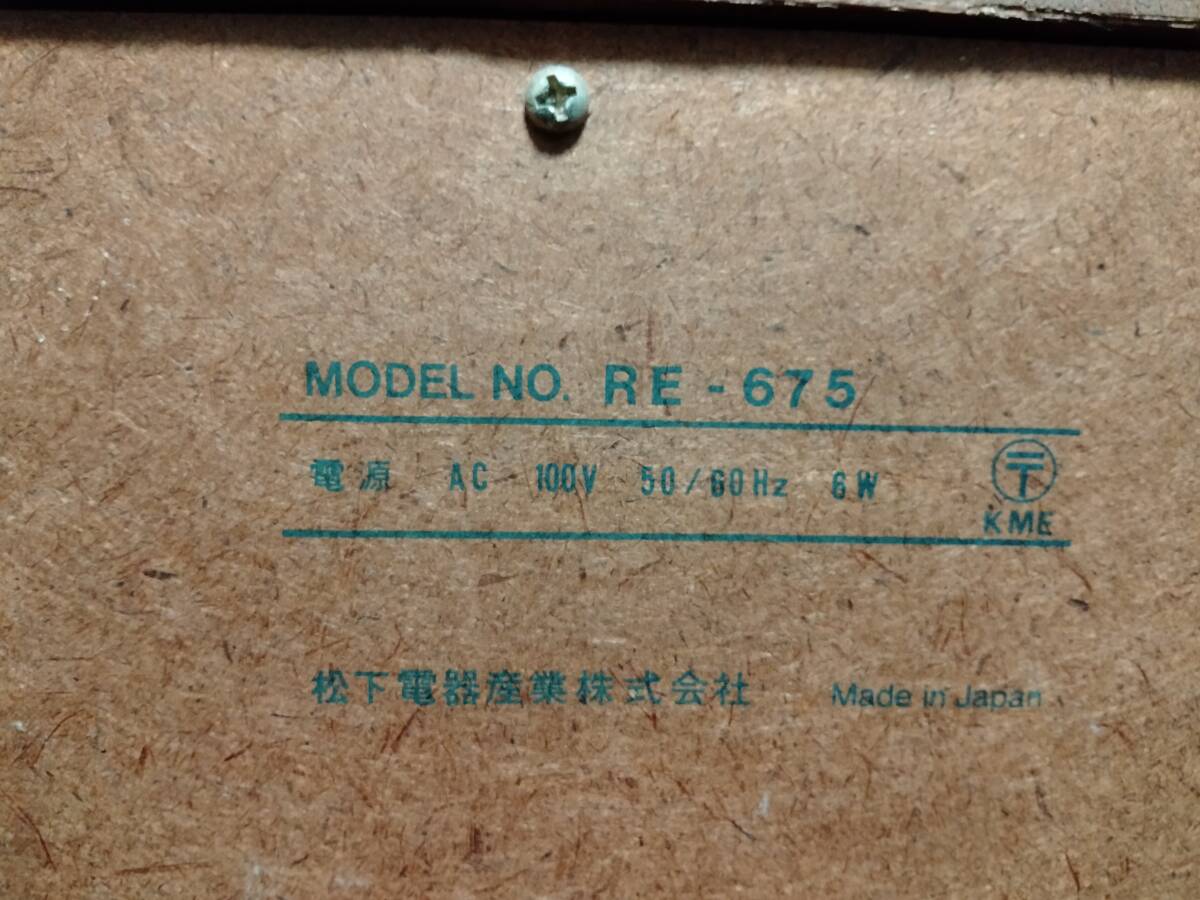 MODEL NO. RE-675
電源 AC 100V 50/60Hz 6W
〒
KME
松下電器産業株式会社 Made in Japan